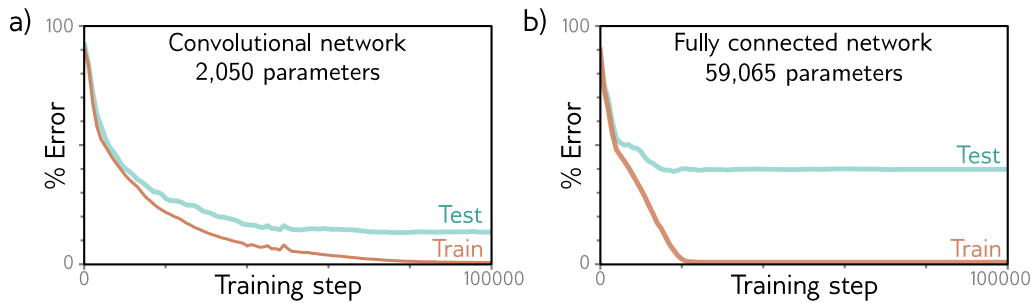 a)
100
Convolutional network
2,050 parameters
% Error
Test
Train
0
0
Training step
100000
b)
100
Fully connected network
59,065 parameters
% Error
Test
Train
0
0
Training step
100000